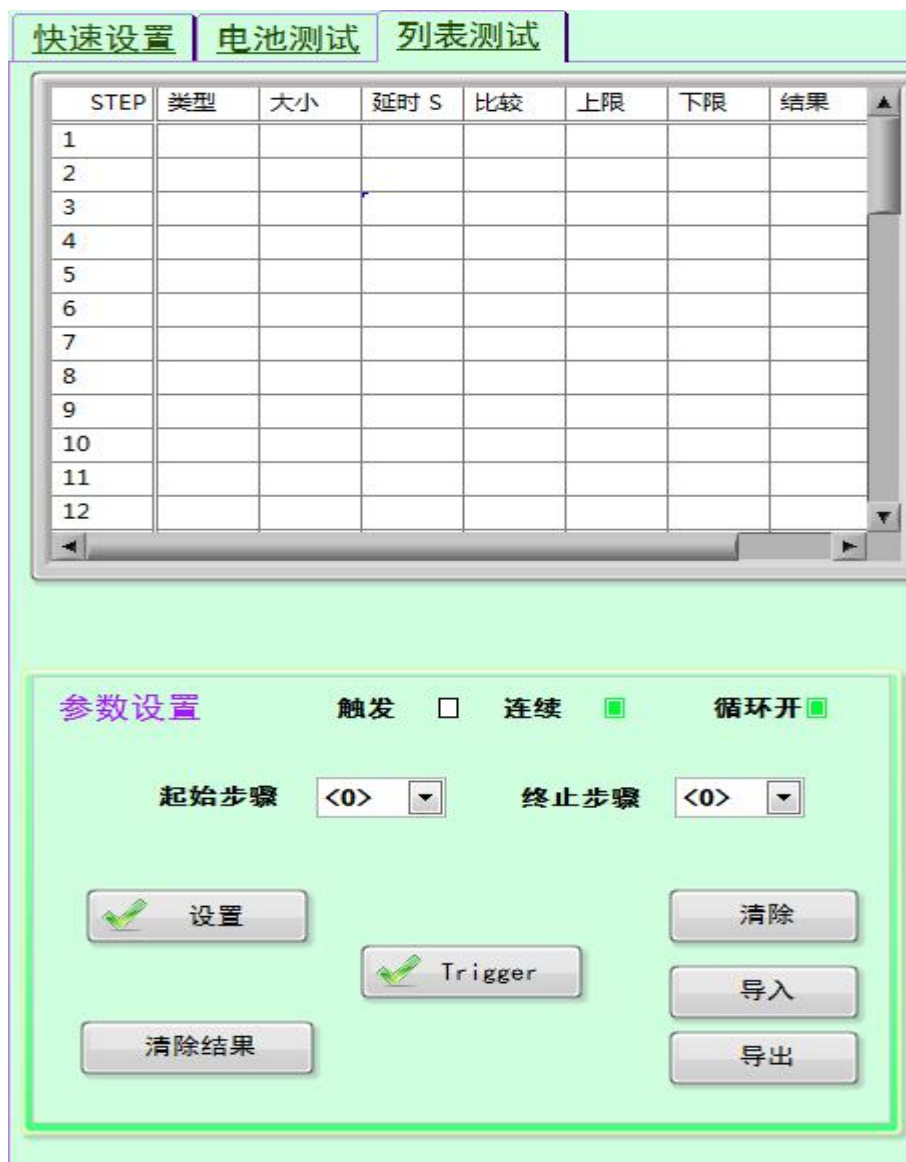 快速设置 电池测试 列表测试
STEP 类型 大小 延时 S 比较 上限 下限 结果
1
2
3
4
5
6
7
8
9
10
11
12
参数设置 触发 连续 循环开
起始步骤 <0> 终止步骤 <0>
设置 清除
Trigger
导入
清除结果 导出